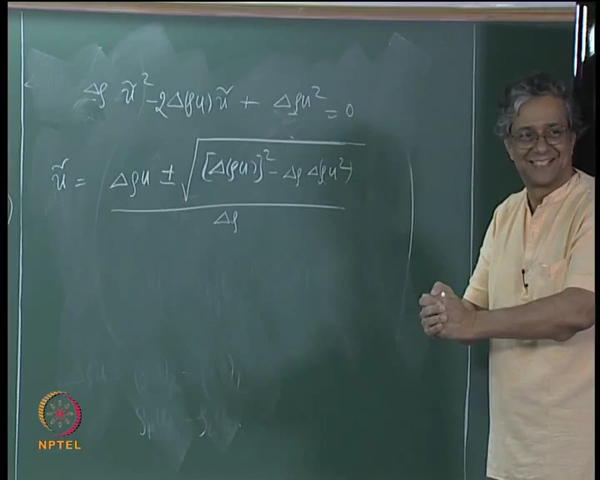 Δρ ũ² - 2Δ(ρu)ũ + Δρu² = 0
ũ = Δρu ± √([Δ(ρu)]² - Δρ Δ(ρu²)) / Δρ
NPTEL